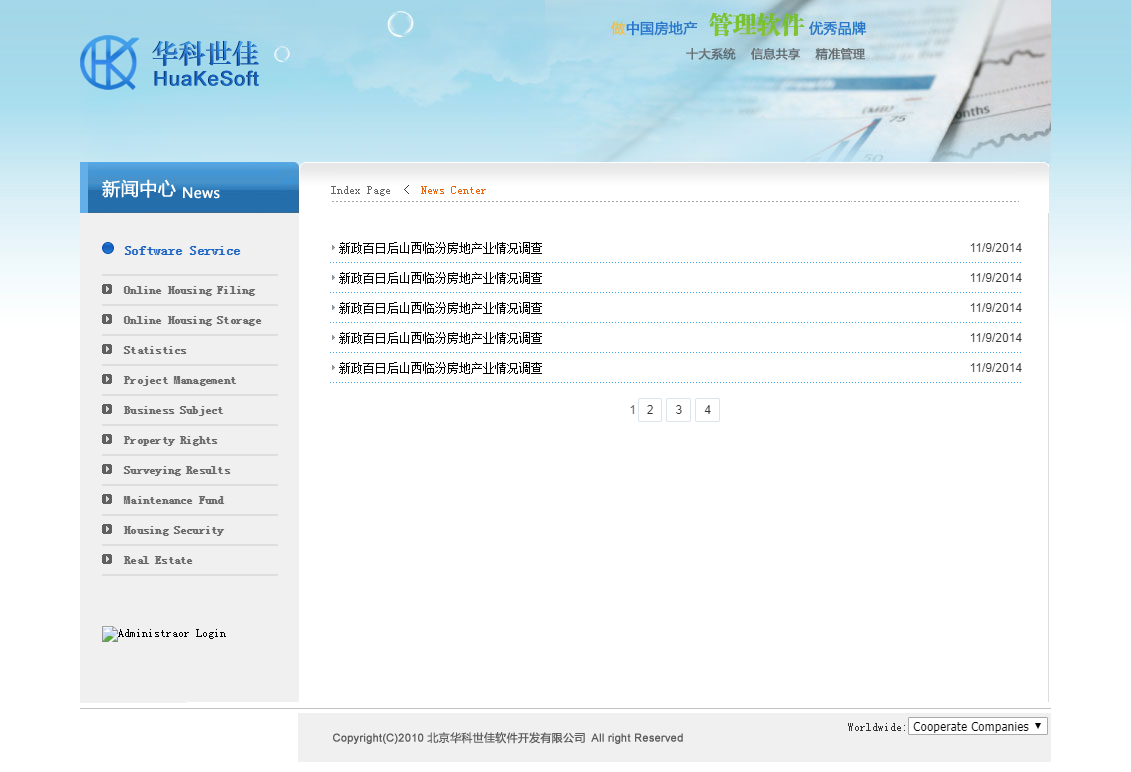 华科世佳
HuaKeSoft
做中国房地产 管理软件 优秀品牌
十大系统 信息共享 精准管理
(MB)
75
50
onths
新闻中心 News
Index Page < News Center
Software Service
Online Housing Filing
Online Housing Storage
Statistics
Project Management
Business Subject
Property Rights
Surveying Results
Maintenance Fund
Housing Security
Real Estate
Administraor Login
新政百日后山西临汾房地产业情况调查 11/9/2014
新政百日后山西临汾房地产业情况调查 11/9/2014
新政百日后山西临汾房地产业情况调查 11/9/2014
新政百日后山西临汾房地产业情况调查 11/9/2014
新政百日后山西临汾房地产业情况调查 11/9/2014
1 2 3 4
Worldwide: Cooperate Companies
Copyright(C)2010 北京华科世佳软件开发有限公司 All right Reserved